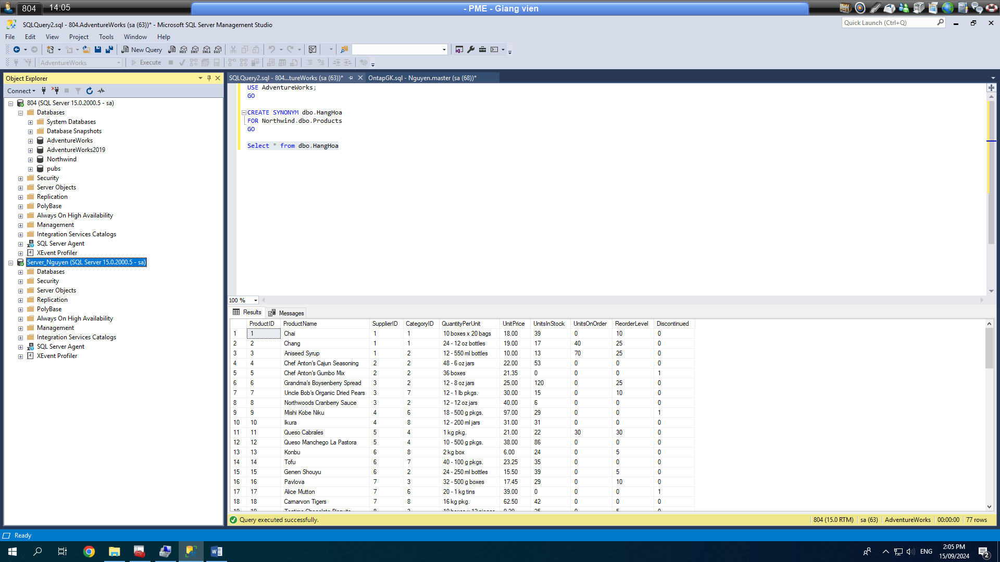 804 14:05 - PME - Giang vien
SQLQuery2.sql - 804.AdventureWorks (sa (63))* - Microsoft SQL Server Management Studio
Quick Launch (Ctrl+Q)
File Edit View Project Tools Window Help
New Query MDX DMX XMLA DAX
AdventureWorks Execute
Object Explorer
Connect
804 (SQL Server 15.0.2000.5 - sa)
Databases
System Databases
Database Snapshots
AdventureWorks
AdventureWorks2019
Northwind
pubs
Security
Server Objects
Replication
PolyBase
Always On High Availability
Management
Integration Services Catalogs
SQL Server Agent
XEvent Profiler
Server_Nguyen (SQL Server 15.0.2000.5 - sa)
Databases
Security
Server Objects
Replication
PolyBase
Always On High Availability
Management
Integration Services Catalogs
SQL Server Agent
XEvent Profiler
SQLQuery2.sql - 804...tureWorks (sa (63))* OntapGK.sql - Nguyen.master (sa (68))*
USE AdventureWorks;
GO
CREATE SYNONYM dbo.HangHoa
FOR Northwind.dbo.Products
GO
Select * from dbo.HangHoa
100 %
Results Messages
ProductID ProductName SupplierID CategoryID QuantityPerUnit UnitPrice UnitsInStock UnitsOnOrder ReorderLevel Discontinued
1 1 Chai 1 1 10 boxes x 20 bags 18.00 39 0 10 0
2 2 Chang 1 1 24 - 12 oz bottles 19.00 17 40 25 0
3 3 Aniseed Syrup 1 2 12 - 550 ml bottles 10.00 13 70 25 0
4 4 Chef Anton's Cajun Seasoning 2 2 48 - 6 oz jars 22.00 53 0 0 0
5 5 Chef Anton's Gumbo Mix 2 2 36 boxes 21.35 0 0 0 1
6 6 Grandma's Boysenberry Spread 3 2 12 - 8 oz jars 25.00 120 0 25 0
7 7 Uncle Bob's Organic Dried Pears 3 7 12 - 1 lb pkgs. 30.00 15 0 10 0
8 8 Northwoods Cranberry Sauce 3 2 12 - 12 oz jars 40.00 6 0 0 0
9 9 Mishi Kobe Niku 4 6 18 - 500 g pkgs. 97.00 29 0 0 1
10 10 Ikura 4 8 12 - 200 ml jars 31.00 31 0 0 0
11 11 Queso Cabrales 5 4 1 kg pkg. 21.00 22 30 30 0
12 12 Queso Manchego La Pastora 5 4 10 - 500 g pkgs. 38.00 86 0 0 0
13 13 Konbu 6 8 2 kg box 6.00 24 0 5 0
14 14 Tofu 6 7 40 - 100 g pkgs. 23.25 35 0 0 0
15 15 Genen Shouyu 6 2 24 - 250 ml bottles 15.50 39 0 5 0
16 16 Pavlova 7 3 32 - 500 g boxes 17.45 29 0 10 0
17 17 Alice Mutton 7 6 20 - 1 kg tins 39.00 0 0 0 1
18 18 Carnarvon Tigers 7 8 16 kg pkg. 62.50 42 0 0 0
Query executed successfully. 804 (15.0 RTM) sa (63) AdventureWorks 00:00:00 77 rows
Ready
ENG 2:05 PM
15/09/2024 2